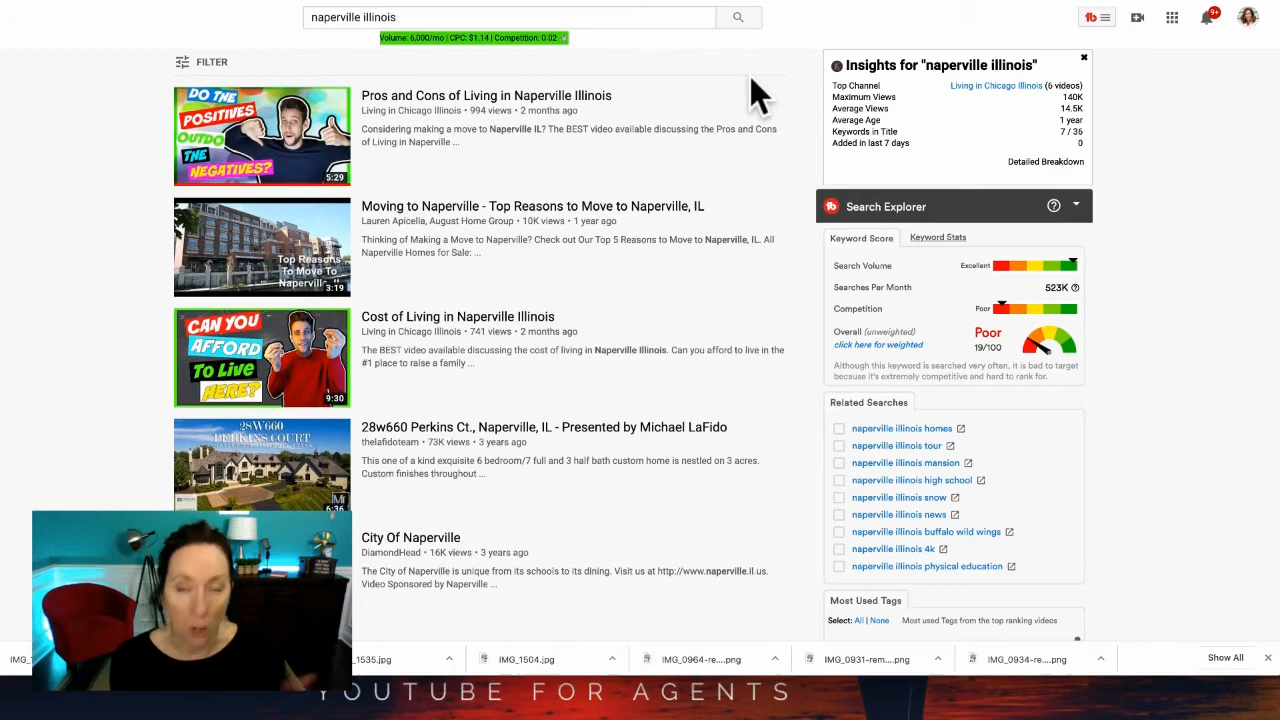 naperville illinois
9+
Volume: 6,000/mo | CPC: $1.14 | Competition: 0.02
FILTER
DO THE
POSITIVES
OUTDO
THE
NEGATIVES?
5:29
Pros and Cons of Living in Naperville Illinois
Living in Chicago Illinois • 994 views • 2 months ago
Considering making a move to Naperville IL? The BEST video available discussing the Pros and Cons
of Living in Naperville ...
Top Reasons
To Move To
Naperville
3:19
Moving to Naperville - Top Reasons to Move to Naperville, IL
Lauren Apicella, August Home Group • 10K views • 1 year ago
Thinking of Making a Move to Naperville? Check out Our Top 5 Reasons to Move to Naperville, IL. All
Naperville Homes for Sale: ...
CAN YOU
AFFORD
TO LIVE
HERE?
9:30
Cost of Living in Naperville Illinois
Living in Chicago Illinois • 741 views • 2 months ago
The BEST video available discussing the cost of living in Naperville Illinois. Can you afford to live in the
#1 place to raise a family ...
28W660
PERKINS COURT
6:36
28w660 Perkins Ct., Naperville, IL - Presented by Michael LaFido
thelafidoteam • 73K views • 3 years ago
This one of a kind exquisite 6 bedroom/7 full and 3 half bath custom home is nestled on 3 acres.
Custom finishes throughout ...
City Of Naperville
DiamondHead • 16K views • 3 years ago
The City of Naperville is unique from its schools to its dining. Visit us at http://www.naperville.il.us.
Video Sponsored by Naperville ...
Insights for "naperville illinois"
Top Channel Living in Chicago Illinois (6 videos)
Maximum Views 140K
Average Views 14.5K
Average Age 1 year
Keywords in Title 7 / 36
Added in last 7 days 0
Detailed Breakdown
Search Explorer
Keyword Score Keyword Stats
Search Volume Excellent
Searches Per Month 523K
Competition Poor
Overall (unweighted) Poor
click here for weighted 19/100
Although this keyword is searched very often, it is bad to target
because it's extremely competitive and hard to rank for.
Related Searches
naperville illinois homes
naperville illinois tour
naperville illinois mansion
naperville illinois high school
naperville illinois snow
naperville illinois news
naperville illinois buffalo wild wings
naperville illinois 4k
naperville illinois physical education
Most Used Tags
Select: All | None Most used Tags from the top ranking videos
IMG_1 _1535.jpg IMG_1504.jpg IMG_0964-re....png IMG_0931-rem....png IMG_0934-re....png Show All
YOUTUBE FOR AGENTS